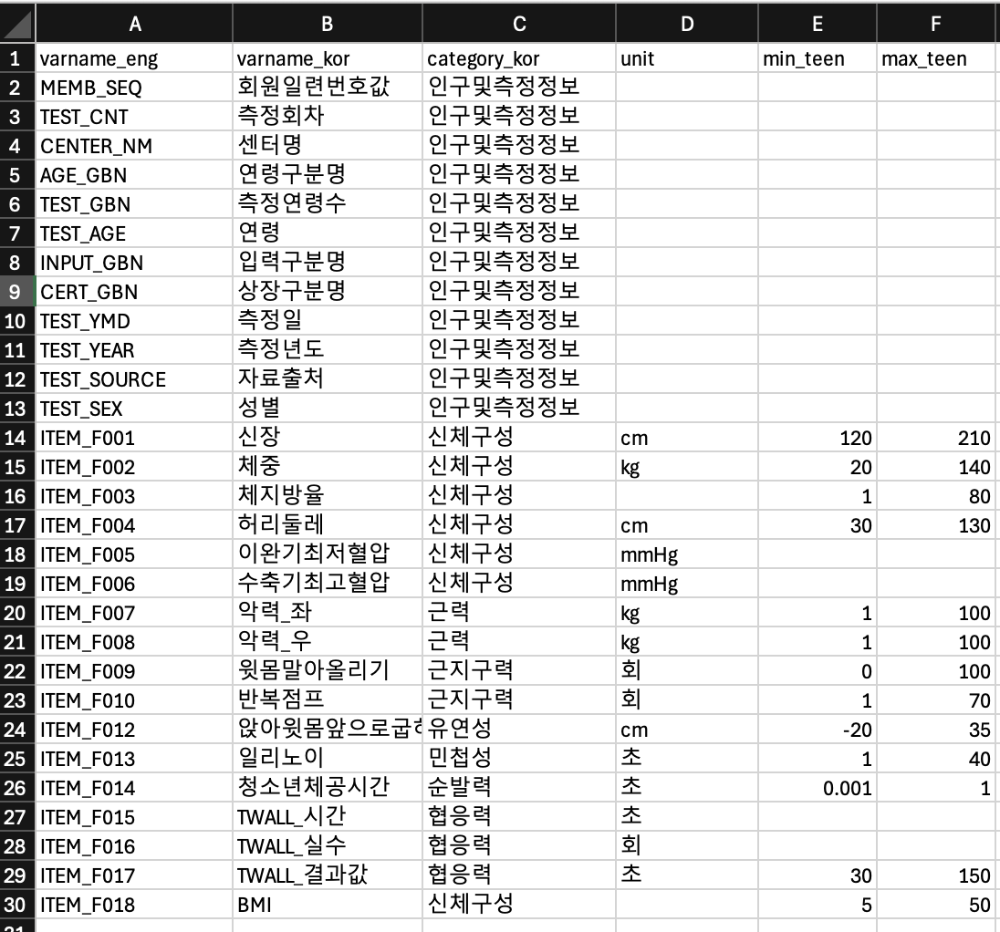 A B C D E F
1 varname_eng varname_kor category_kor unit min_teen max_teen
2 MEMB_SEQ 회원일련번호값 인구및측정정보
3 TEST_CNT 측정회차 인구및측정정보
4 CENTER_NM 센터명 인구및측정정보
5 AGE_GBN 연령구분명 인구및측정정보
6 TEST_GBN 측정연령수 인구및측정정보
7 TEST_AGE 연령 인구및측정정보
8 INPUT_GBN 입력구분명 인구및측정정보
9 CERT_GBN 상장구분명 인구및측정정보
10 TEST_YMD 측정일 인구및측정정보
11 TEST_YEAR 측정년도 인구및측정정보
12 TEST_SOURCE 자료출처 인구및측정정보
13 TEST_SEX 성별 인구및측정정보
14 ITEM_F001 신장 신체구성 cm 120 210
15 ITEM_F002 체중 신체구성 kg 20 140
16 ITEM_F003 체지방율 신체구성 1 80
17 ITEM_F004 허리둘레 신체구성 cm 30 130
18 ITEM_F005 이완기최저혈압 신체구성 mmHg
19 ITEM_F006 수축기최고혈압 신체구성 mmHg
20 ITEM_F007 악력_좌 근력 kg 1 100
21 ITEM_F008 악력_우 근력 kg 1 100
22 ITEM_F009 윗몸말아올리기 근지구력 회 0 100
23 ITEM_F010 반복점프 근지구력 회 1 70
24 ITEM_F012 앉아윗몸앞으로굽히 유연성 cm -20 35
25 ITEM_F013 일리노이 민첩성 초 1 40
26 ITEM_F014 청소년체공시간 순발력 초 0.001 1
27 ITEM_F015 TWALL_시간 협응력 초
28 ITEM_F016 TWALL_실수 협응력 회
29 ITEM_F017 TWALL_결과값 협응력 초 30 150
30 ITEM_F018 BMI 신체구성 5 50
31